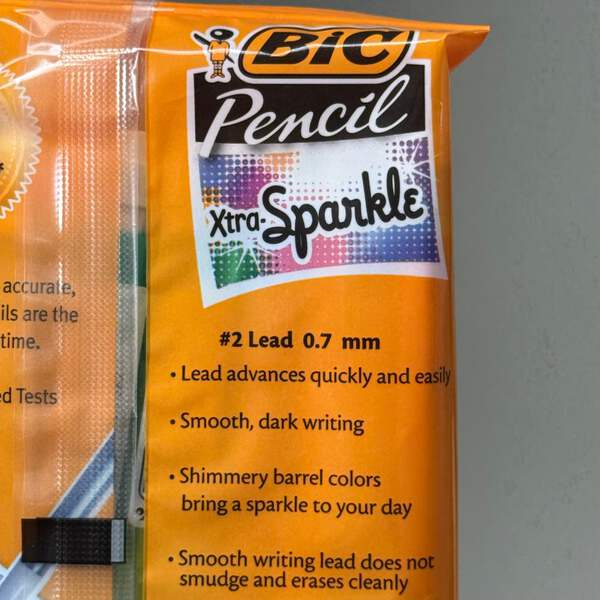 BiC
Pencil
Xtra-Sparkle
#2 Lead 0.7 mm
• Lead advances quickly and easily
• Smooth, dark writing
• Shimmery barrel colors
bring a sparkle to your day
• Smooth writing lead does not
smudge and erases cleanly
accurate,
ils are the
time.
ed Tests